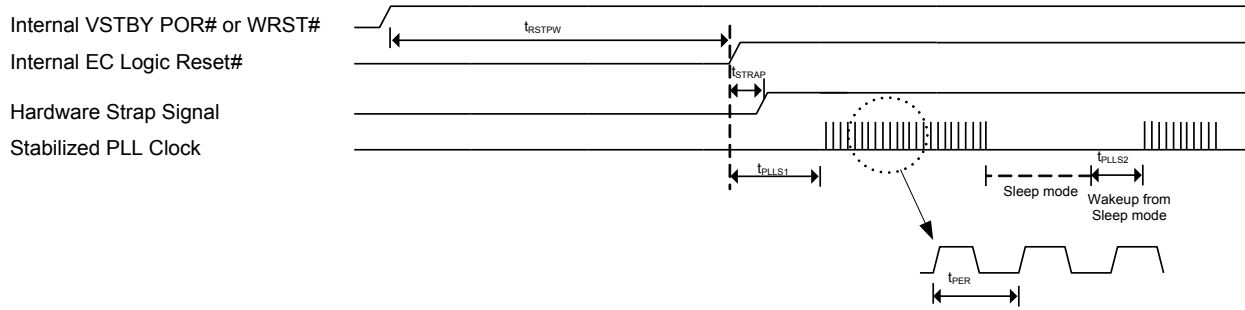 Internal VSTBY POR# or WRST#
tRSTPW
Internal EC Logic Reset#
tSTRAP
Hardware Strap Signal
Stabilized PLL Clock
tPLLS1
tPLLS2
Sleep mode
Wakeup from
Sleep mode
tPER